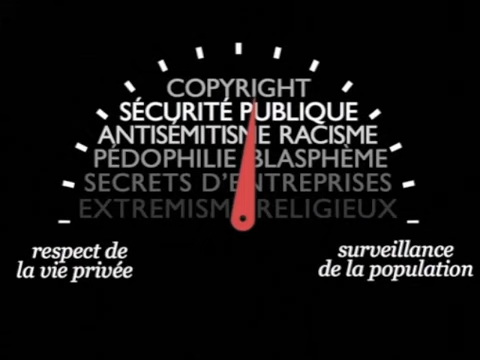 COPYRIGHT
SÉCURITÉ PUBLIQUE
ANTISÉMITISME RACISME
PÉDOPHILIE BLASPHÈME
SECRETS D'ENTREPRISES
EXTREMISME RELIGIEUX
respect de
la vie privée
surveillance
de la population